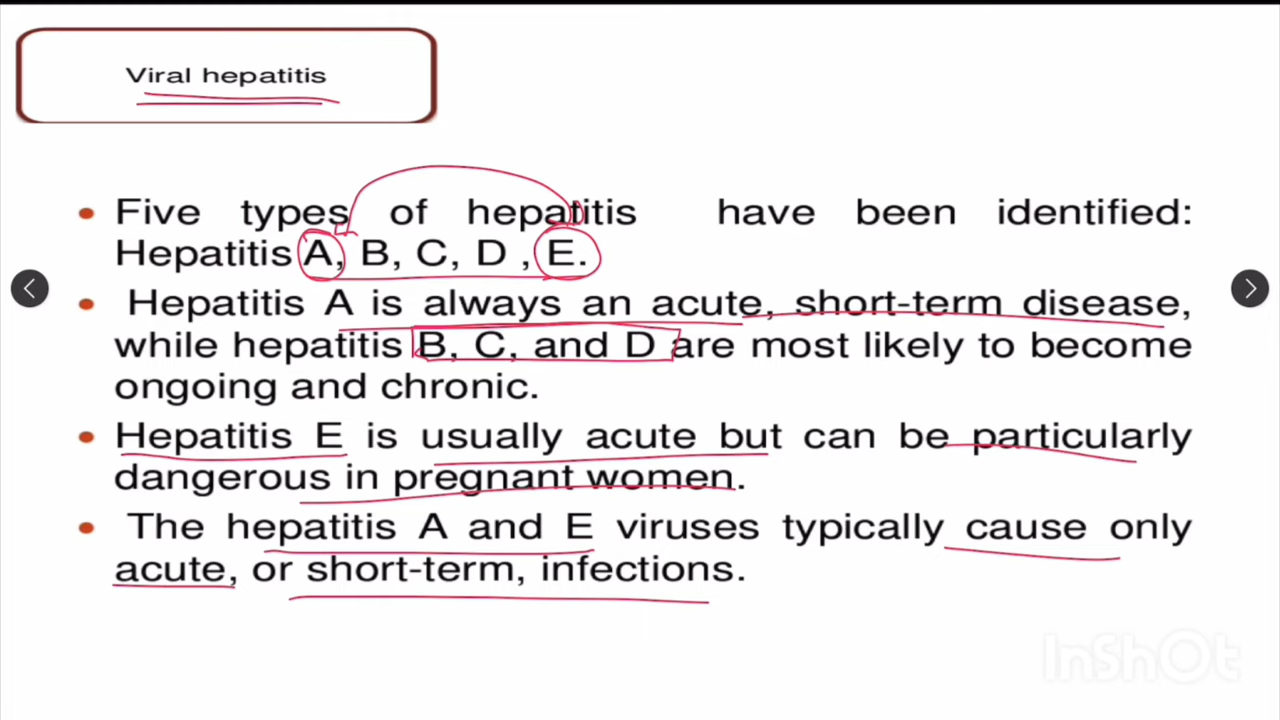 Viral hepatitis
• Five types of hepatitis have been identified:
Hepatitis A, B, C, D , E.
• Hepatitis A is always an acute, short-term disease,
while hepatitis B, C, and D are most likely to become
ongoing and chronic.
• Hepatitis E is usually acute but can be particularly
dangerous in pregnant women.
• The hepatitis A and E viruses typically cause only
acute, or short-term, infections.
InShOt